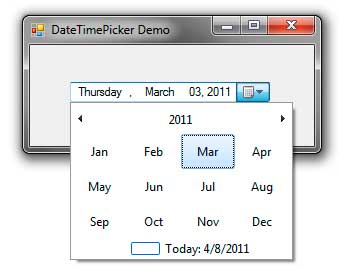 DateTimePicker Demo
Thursday , March 03, 2011
2011
Jan Feb Mar Apr
May Jun Jul Aug
Sep Oct Nov Dec
Today: 4/8/2011